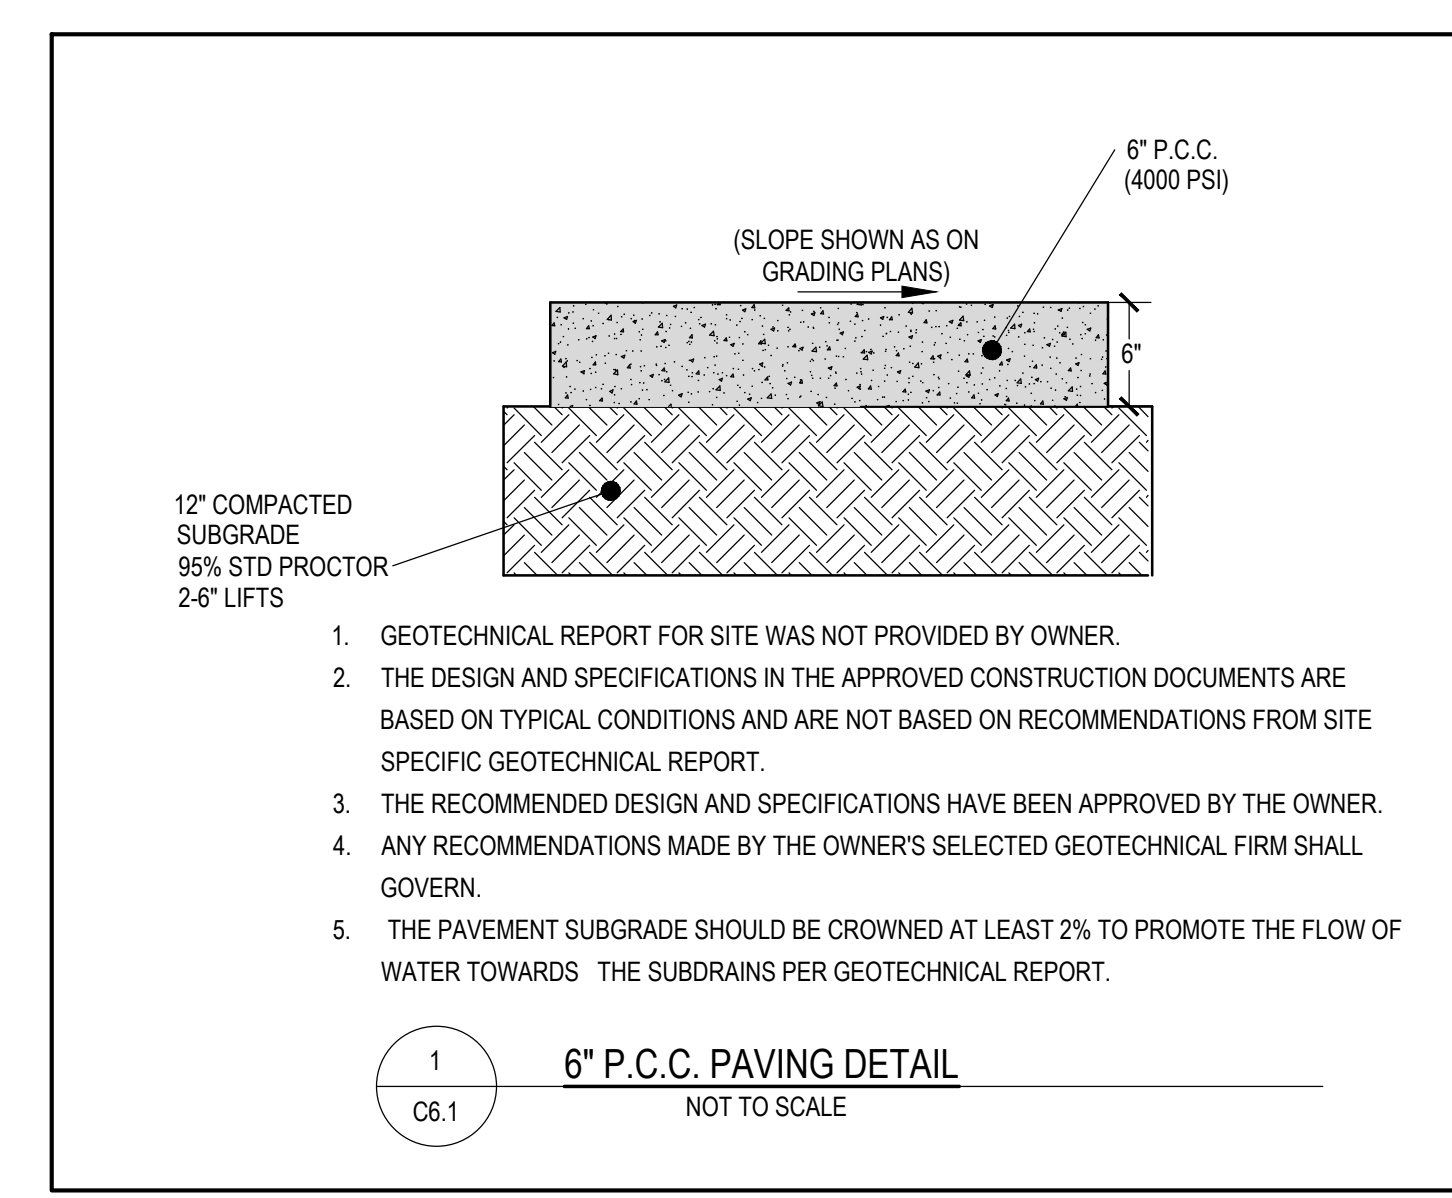 6" P.C.C.
(4000 PSI)
(SLOPE SHOWN AS ON
GRADING PLANS)
6"
12" COMPACTED
SUBGRADE
95% STD PROCTOR
2-6" LIFTS
1. GEOTECHNICAL REPORT FOR SITE WAS NOT PROVIDED BY OWNER.
2. THE DESIGN AND SPECIFICATIONS IN THE APPROVED CONSTRUCTION DOCUMENTS ARE
BASED ON TYPICAL CONDITIONS AND ARE NOT BASED ON RECOMMENDATIONS FROM SITE
SPECIFIC GEOTECHNICAL REPORT.
3. THE RECOMMENDED DESIGN AND SPECIFICATIONS HAVE BEEN APPROVED BY THE OWNER.
4. ANY RECOMMENDATIONS MADE BY THE OWNER'S SELECTED GEOTECHNICAL FIRM SHALL
GOVERN.
5. THE PAVEMENT SUBGRADE SHOULD BE CROWNED AT LEAST 2% TO PROMOTE THE FLOW OF
WATER TOWARDS THE SUBDRAINS PER GEOTECHNICAL REPORT.
1
C6.1
6" P.C.C. PAVING DETAIL
NOT TO SCALE